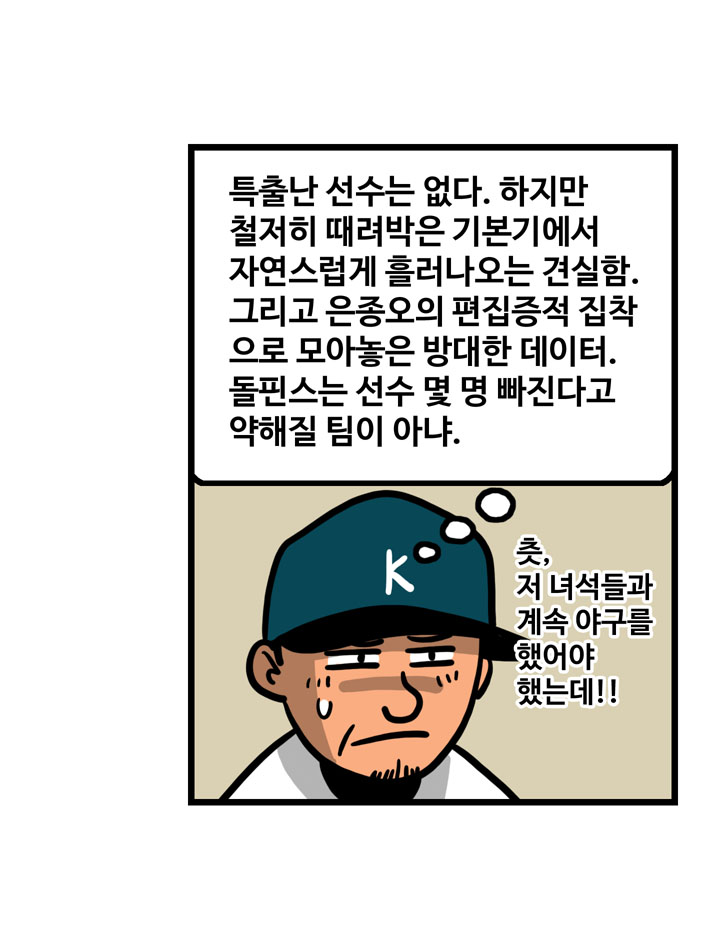 특출난 선수는 없다. 하지만
철저히 때려박은 기본기에서
자연스럽게 흘러나오는 견실함.
그리고 은종오의 편집증적 집착
으로 모아놓은 방대한 데이터.
돌핀스는 선수 몇 명 빠진다고
약해질 팀이 아냐.
K
츳,
저 녀석들과
계속 야구를
했어야
했는데!!